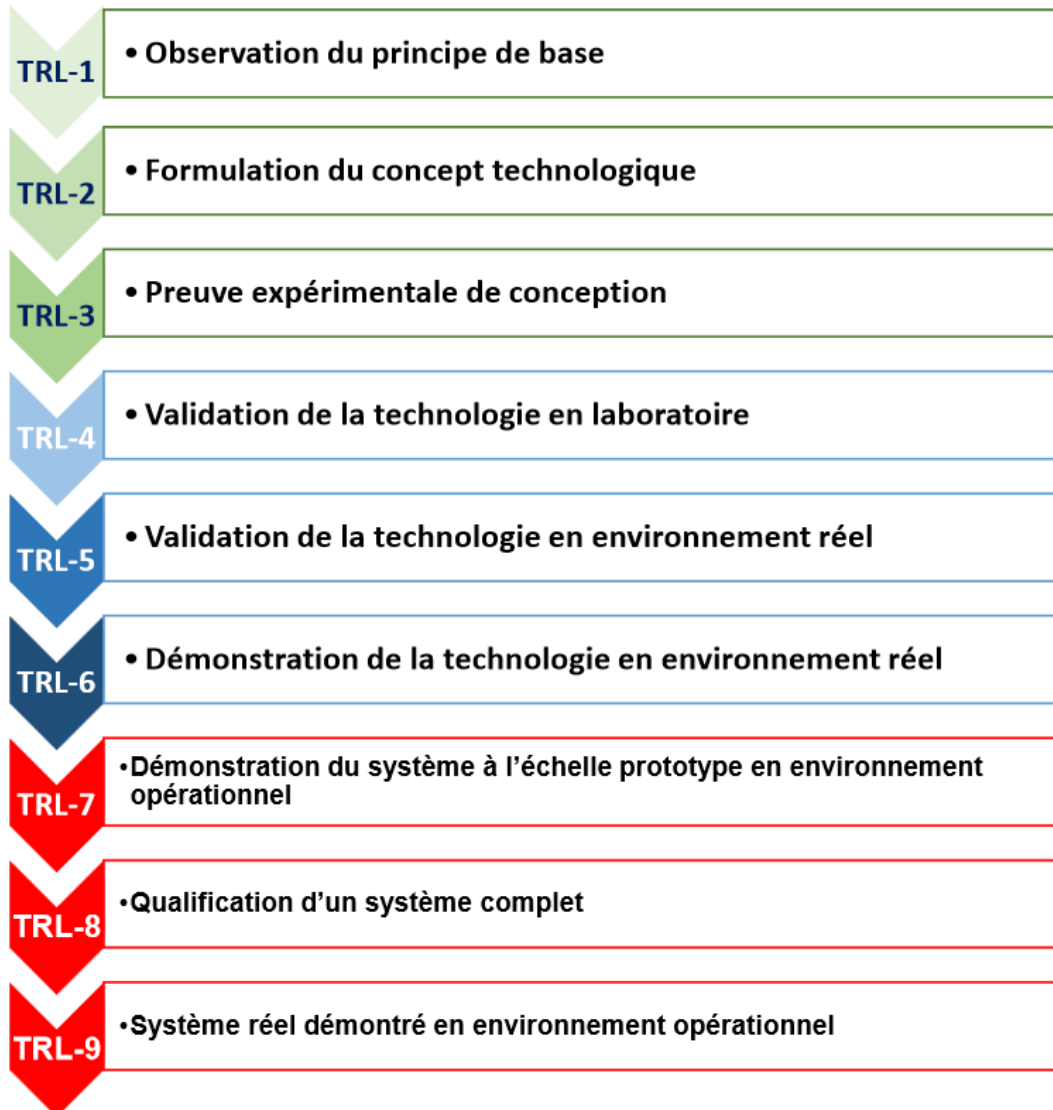 TRL-1
• Observation du principe de base
TRL-2
• Formulation du concept technologique
TRL-3
• Preuve expérimentale de conception
TRL-4
• Validation de la technologie en laboratoire
TRL-5
• Validation de la technologie en environnement réel
TRL-6
• Démonstration de la technologie en environnement réel
TRL-7
•Démonstration du système à l’échelle prototype en environnement
opérationnel
TRL-8
•Qualification d’un système complet
TRL-9
•Système réel démontré en environnement opérationnel